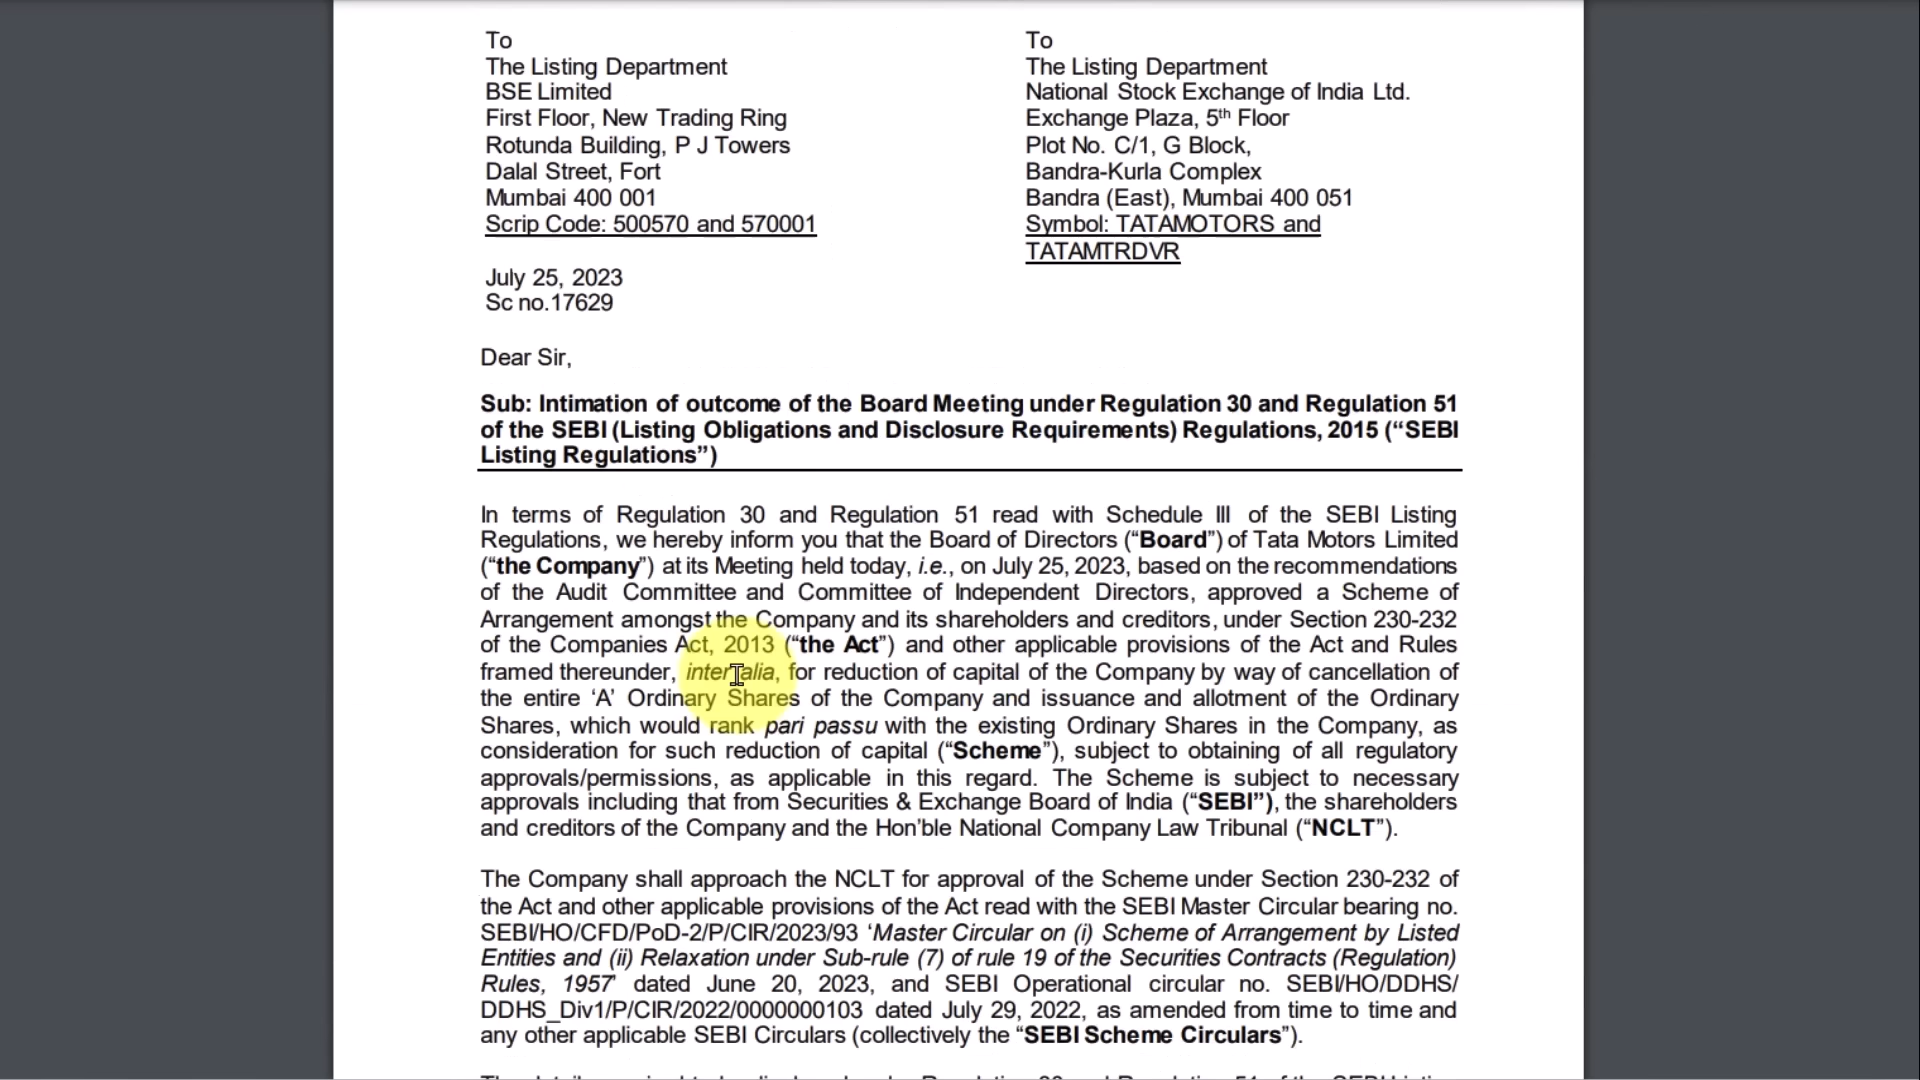 To
The Listing Department
BSE Limited
First Floor, New Trading Ring
Rotunda Building, P J Towers
Dalal Street, Fort
Mumbai 400 001
Scrip Code: 500570 and 570001
To
The Listing Department
National Stock Exchange of India Ltd.
Exchange Plaza, 5th Floor
Plot No. C/1, G Block,
Bandra-Kurla Complex
Bandra (East), Mumbai 400 051
Symbol: TATAMOTORS and
TATAMTRDVR
July 25, 2023
Sc no.17629
Dear Sir,
Sub: Intimation of outcome of the Board Meeting under Regulation 30 and Regulation 51
of the SEBI (Listing Obligations and Disclosure Requirements) Regulations, 2015 (“SEBI
Listing Regulations”)
In terms of Regulation 30 and Regulation 51 read with Schedule III of the SEBI Listing
Regulations, we hereby inform you that the Board of Directors (“Board”) of Tata Motors Limited
(“the Company”) at its Meeting held today, i.e., on July 25, 2023, based on the recommendations
of the Audit Committee and Committee of Independent Directors, approved a Scheme of
Arrangement amongst the Company and its shareholders and creditors, under Section 230-232
of the Companies Act, 2013 (“the Act”) and other applicable provisions of the Act and Rules
framed thereunder, inter alia, for reduction of capital of the Company by way of cancellation of
the entire ‘A’ Ordinary Shares of the Company and issuance and allotment of the Ordinary
Shares, which would rank pari passu with the existing Ordinary Shares in the Company, as
consideration for such reduction of capital (“Scheme”), subject to obtaining of all regulatory
approvals/permissions, as applicable in this regard. The Scheme is subject to necessary
approvals including that from Securities & Exchange Board of India (“SEBI”), the shareholders
and creditors of the Company and the Hon’ble National Company Law Tribunal (“NCLT”).
The Company shall approach the NCLT for approval of the Scheme under Section 230-232 of
the Act and other applicable provisions of the Act read with the SEBI Master Circular bearing no.
SEBI/HO/CFD/PoD-2/P/CIR/2023/93 ‘Master Circular on (i) Scheme of Arrangement by Listed
Entities and (ii) Relaxation under Sub-rule (7) of rule 19 of the Securities Contracts (Regulation)
Rules, 1957’ dated June 20, 2023, and SEBI Operational circular no. SEBI/HO/DDHS/
DDHS_Div1/P/CIR/2022/0000000103 dated July 29, 2022, as amended from time to time and
any other applicable SEBI Circulars (collectively the “SEBI Scheme Circulars”).